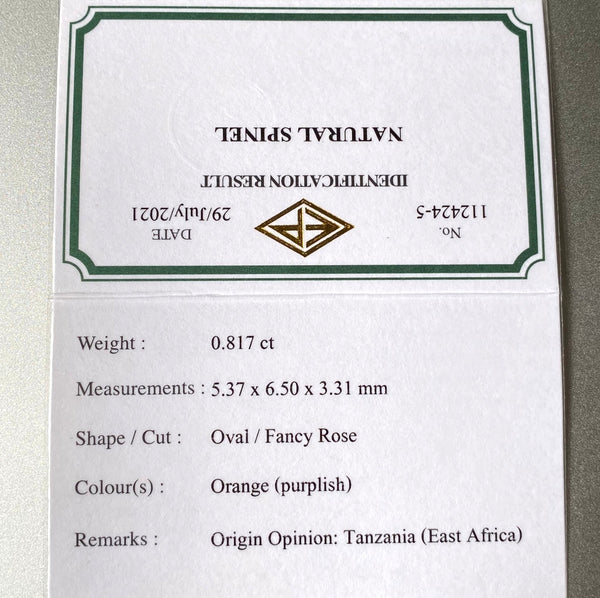 No. DATE
112424-5 29/July/2021
IDENTIFICATION RESULT
NATURAL SPINEL
Weight : 0.817 ct
Measurements : 5.37 x 6.50 x 3.31 mm
Shape / Cut : Oval / Fancy Rose
Colour(s) : Orange (purplish)
Remarks : Origin Opinion: Tanzania (East Africa)